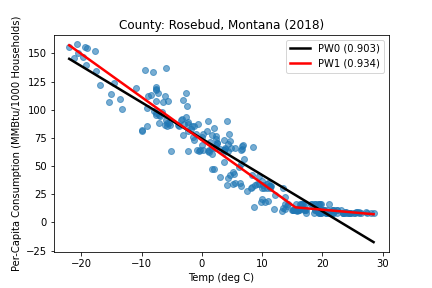 County: Rosebud, Montana (2018)
PW0 (0.903)
PW1 (0.934)
Per-Capita Consumption (MMBtu/1000 Households)
150
125
100
75
50
25
0
−25
−20
−10
0
10
20
30
Temp (deg C)